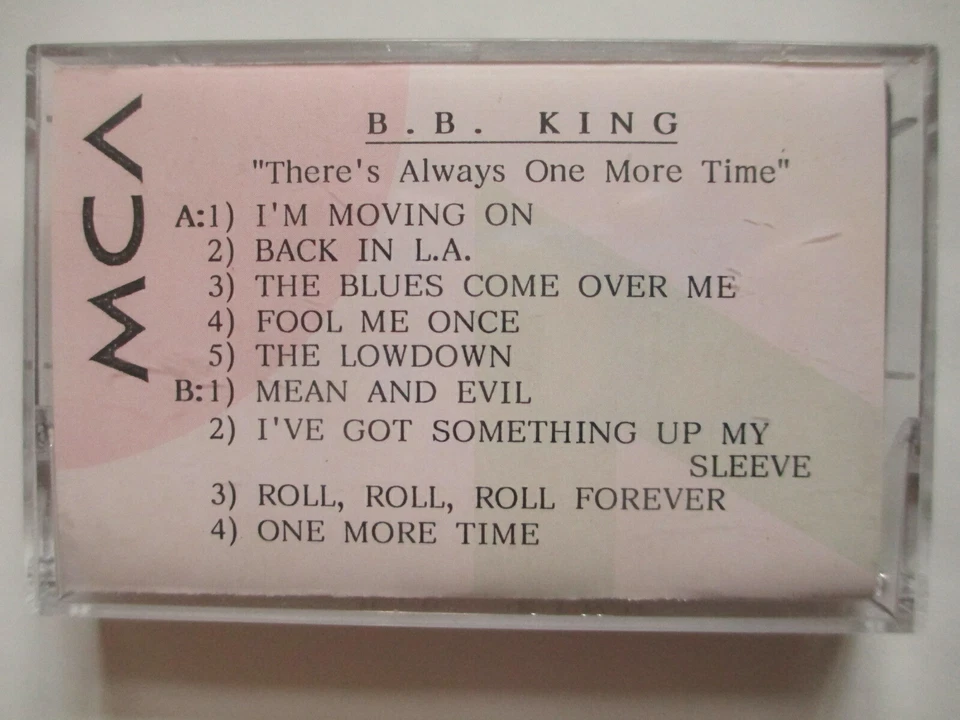 MCA
B.B. KING
"There's Always One More Time"
A:1) I'M MOVING ON
2) BACK IN L.A.
3) THE BLUES COME OVER ME
4) FOOL ME ONCE
5) THE LOWDOWN
B:1) MEAN AND EVIL
2) I'VE GOT SOMETHING UP MY
SLEEVE
3) ROLL, ROLL, ROLL FOREVER
4) ONE MORE TIME